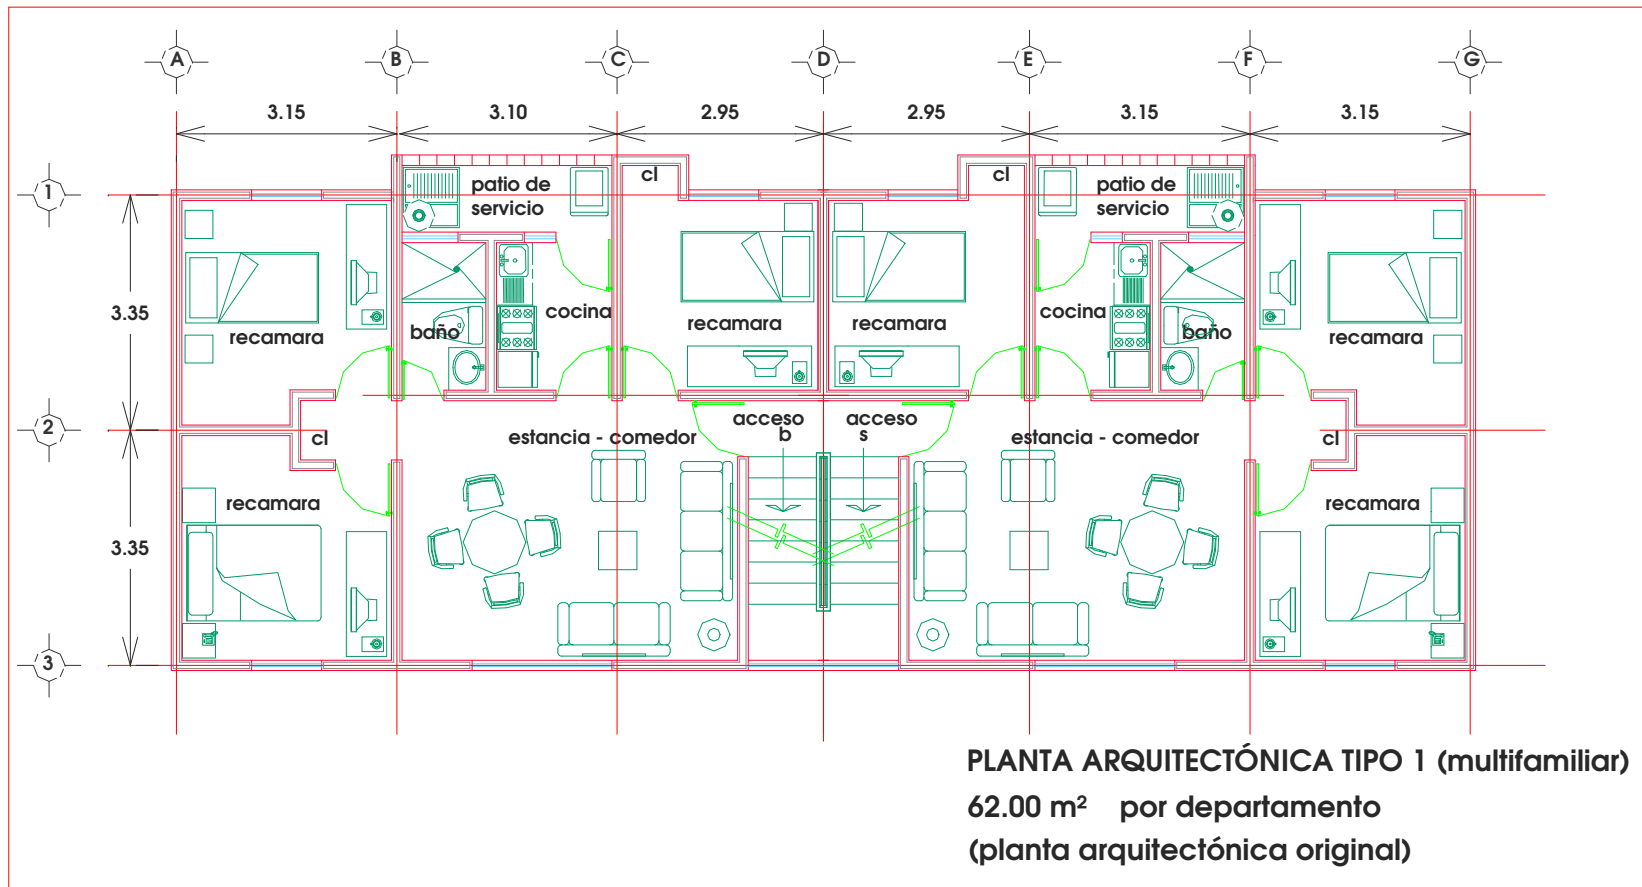 A B C D E F G
3.15 3.10 2.95 2.95 3.15 3.15
1
cl cl
patio de
servicio
patio de
servicio
3.35
cocina cocina
recamara baño recamara recamara baño recamara
acceso acceso
b s
2
cl estancia - comedor estancia - comedor cl
recamara recamara
3.35
3
PLANTA ARQUITECTÓNICA TIPO 1 (multifamiliar)
62.00 m² por departamento
(planta arquitectónica original)